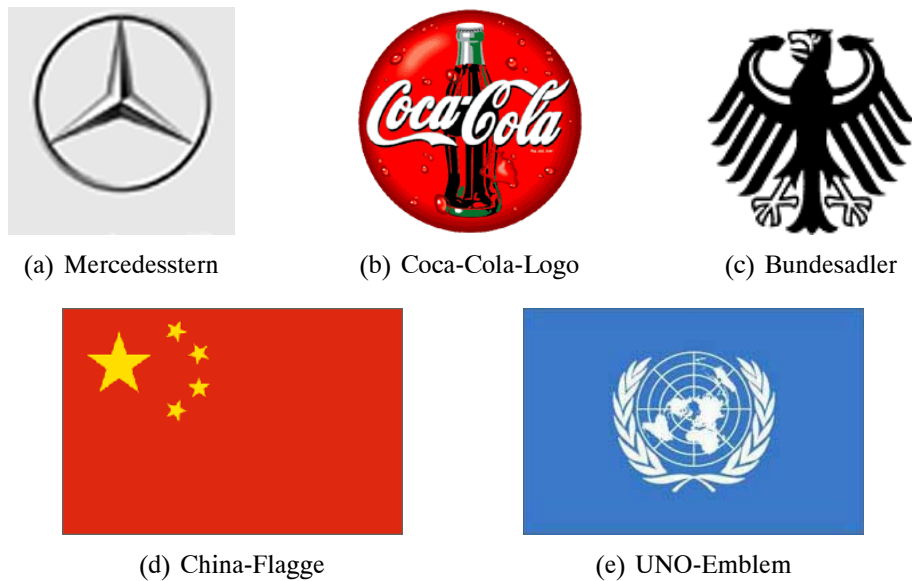 Coca-Cola
(a) Mercedesstern
(b) Coca-Cola-Logo
(c) Bundesadler
(d) China-Flagge
(e) UNO-Emblem